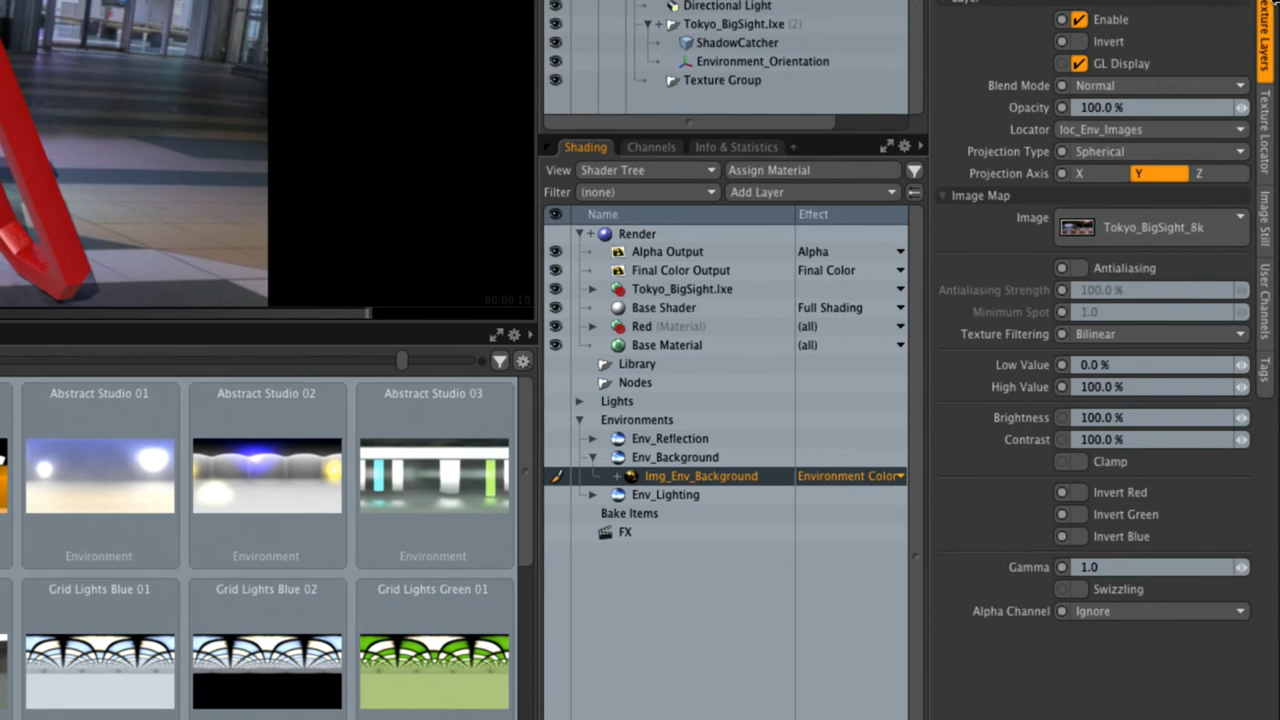 Directional Light
Tokyo_BigSight.lxe (2)
ShadowCatcher
Environment_Orientation
Texture Group
Shading Channels Info & Statistics +
View Shader Tree Assign Material
Filter (none) Add Layer
Name Effect
Render
Alpha Output Alpha
Final Color Output Final Color
Tokyo_BigSight.lxe
Base Shader Full Shading
Red (Material) (all)
Base Material (all)
Library
Nodes
Lights
Environments
Env_Reflection
Env_Background
Img_Env_Background Environment Color
Env_Lighting
Bake Items
FX
00:00:10
Abstract Studio 01
Environment
Abstract Studio 02
Environment
Abstract Studio 03
Environment
Grid Lights Blue 01
Grid Lights Blue 02
Grid Lights Green 01
Enable
Invert
GL Display
Blend Mode Normal
Opacity 100.0 %
Locator loc_Env_Images
Projection Type Spherical
Projection Axis X Y Z
Image Map
Image Tokyo_BigSight_8k
Antialiasing
Antialiasing Strength 100.0 %
Minimum Spot 1.0
Texture Filtering Bilinear
Low Value 0.0 %
High Value 100.0 %
Brightness 100.0 %
Contrast 100.0 %
Clamp
Invert Red
Invert Green
Invert Blue
Gamma 1.0
Swizzling
Alpha Channel Ignore
Texture Layers
Texture Locator
Image Still
User Channels
Tags